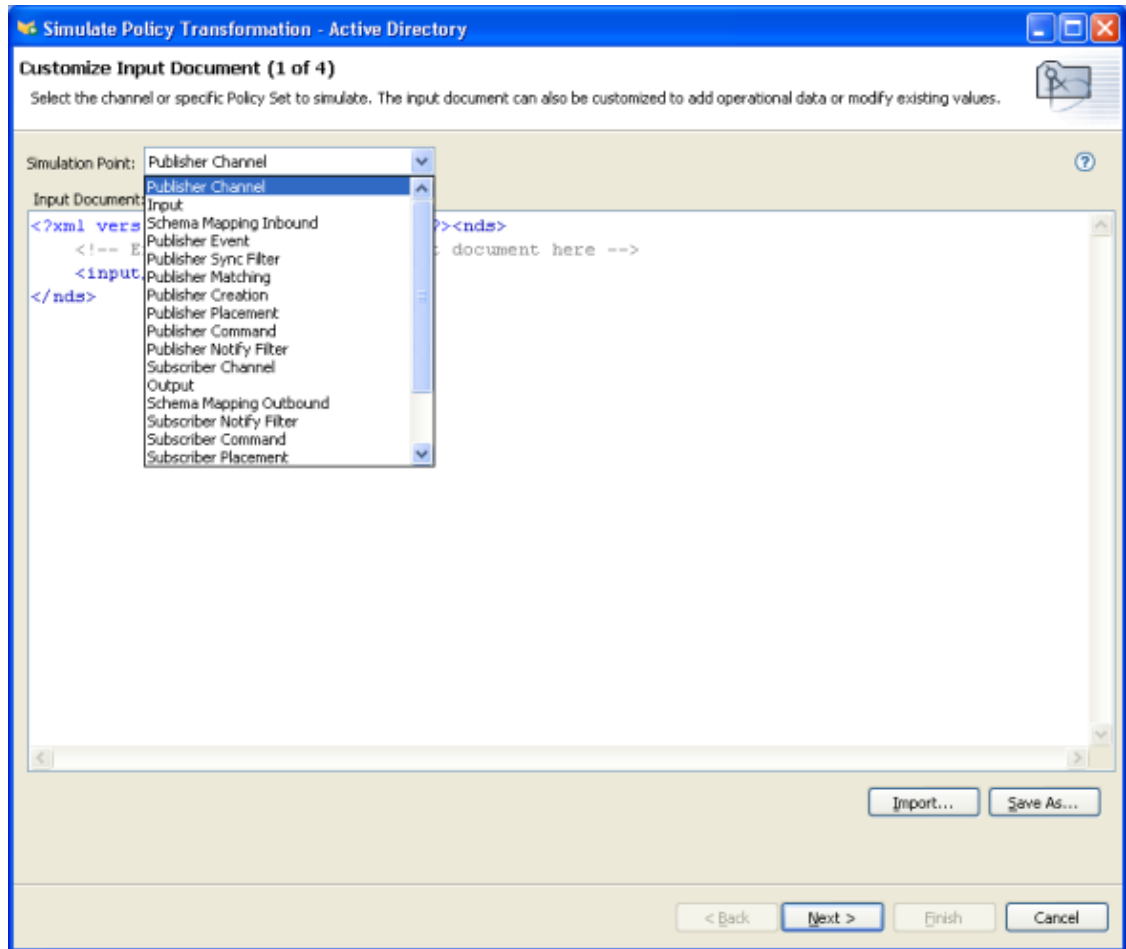 Simulate Policy Transformation - Active Directory
Customize Input Document (1 of 4)
Select the channel or specific Policy Set to simulate. The input document can also be customized to add operational data or modify existing values.
Simulation Point: Publisher Channel
Input Document:
Publisher Channel
Input
Schema Mapping Inbound
Publisher Event
Publisher Sync Filter
Publisher Matching
Publisher Creation
Publisher Placement
Publisher Command
Publisher Notify Filter
Subscriber Channel
Output
Schema Mapping Outbound
Subscriber Notify Filter
Subscriber Command
Subscriber Placement
<?xml vers ?><nds>
<!-- E document here -->
<input
</nds>
Import... Save As...
< Back Next > Finish Cancel